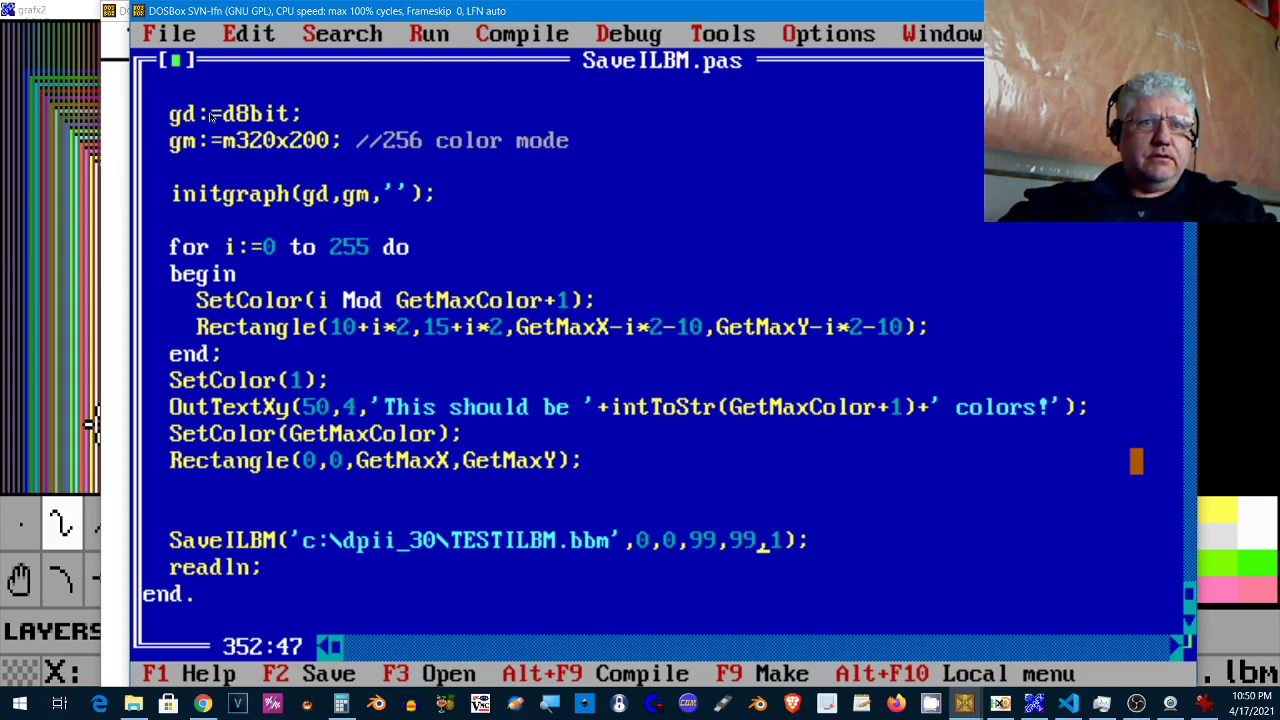 grafx2
DOSBox SVN-lfn (GNU GPL), CPU speed: max 100% cycles, Frameskip 0, LFN auto
File Edit Search Run Compile Debug Tools Options Window
SaveILBM.pas
gd:=d8bit;
gm:=m320x200; //256 color mode
initgraph(gd,gm,'');
for i:=0 to 255 do
begin
SetColor(i Mod GetMaxColor+1);
Rectangle(10+i*2,15+i*2,GetMaxX-i*2-10,GetMaxY-i*2-10);
end;
SetColor(1);
OutTextXy(50,4,'This should be '+intToStr(GetMaxColor+1)+' colors!');
SetColor(GetMaxColor);
Rectangle(0,0,GetMaxX,GetMaxY);
SaveILBM('c:\dpii_30\TESTILBM.bbm',0,0,99,99,1);
readln;
end.
352:47
LAYERS
X:
.lbm
F1 Help F2 Save F3 Open Alt+F9 Compile F9 Make Alt+F10 Local menu
10:50 PM
4/17/2021